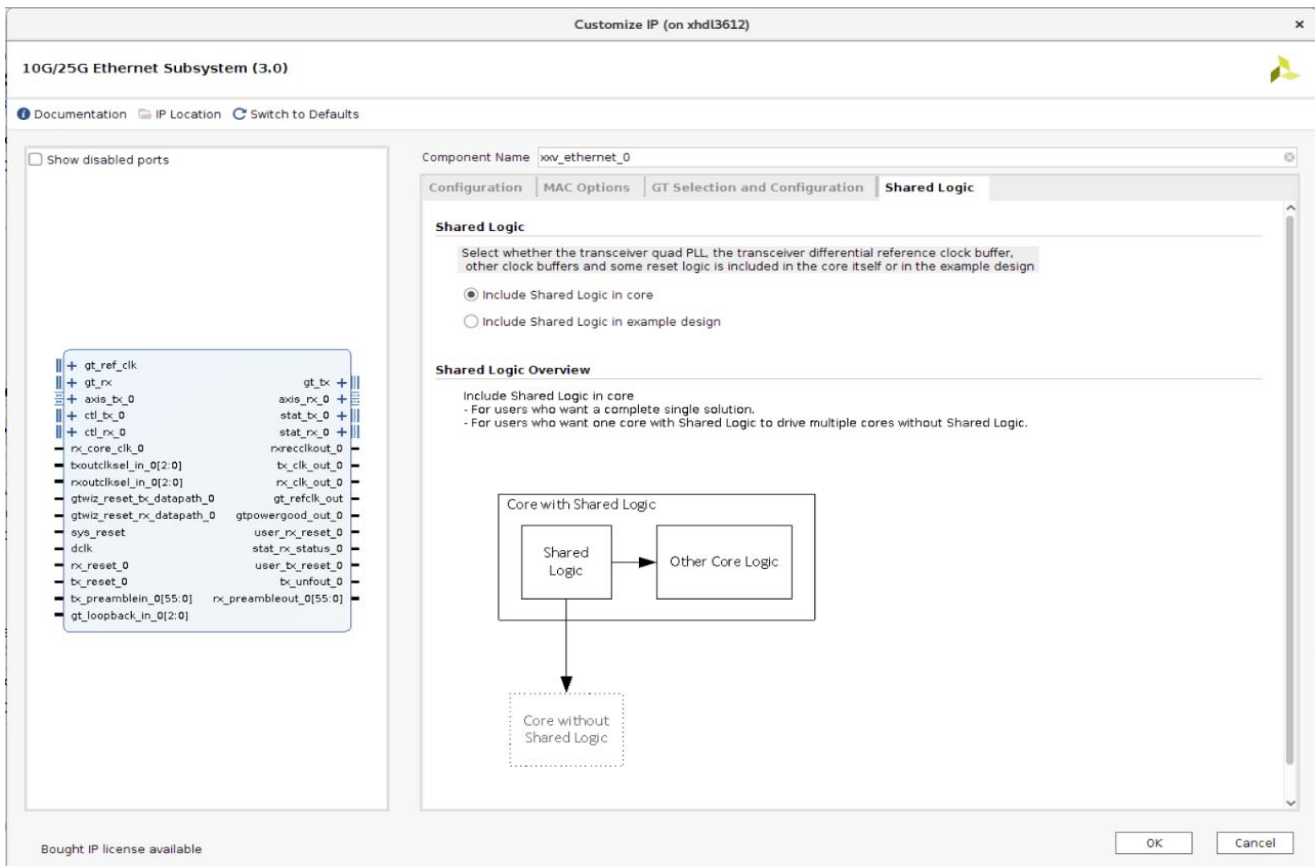 Customize IP (on xhdl3612)
10G/25G Ethernet Subsystem (3.0)
Documentation IP Location Switch to Defaults
Show disabled ports
gt_ref_clk
gt_rx
axis_tx_0
ctl_tx_0
ctl_rx_0
rx_core_clk_0
txoutclksel_in_0[2:0]
rxoutclksel_in_0[2:0]
gtwiz_reset_tx_datapath_0
gtwiz_reset_rx_datapath_0
sys_reset
dclk
rx_reset_0
tx_reset_0
tx_preamblein_0[55:0]
gt_loopback_in_0[2:0]
gt_tx
axis_rx_0
stat_tx_0
stat_rx_0
rxrecclkout_0
tx_clk_out_0
rx_clk_out_0
gt_refclk_out
gtpowergood_out_0
user_rx_reset_0
stat_rx_status_0
user_tx_reset_0
tx_unfout_0
rx_preambleout_0[55:0]
Component Name xxv_ethernet_0
Configuration MAC Options GT Selection and Configuration Shared Logic
Shared Logic
Select whether the transceiver quad PLL, the transceiver differential reference clock buffer,
other clock buffers and some reset logic is included in the core itself or in the example design
Include Shared Logic in core
Include Shared Logic in example design
Shared Logic Overview
Include Shared Logic in core
- For users who want a complete single solution.
- For users who want one core with Shared Logic to drive multiple cores without Shared Logic.
Core with Shared Logic
Shared
Logic
Other Core Logic
Core without
Shared Logic
Bought IP license available
OK Cancel